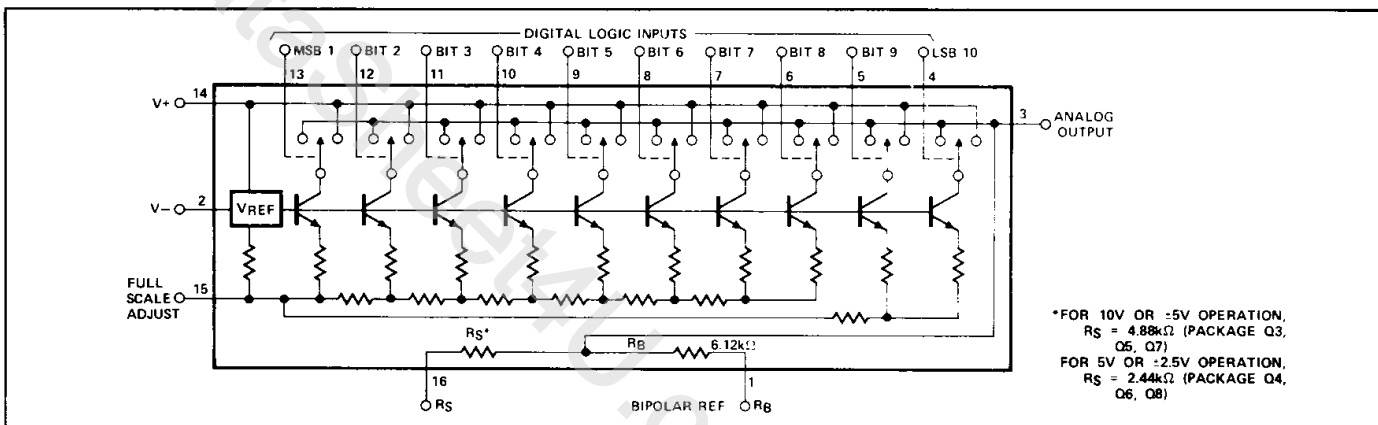 DIGITAL LOGIC INPUTS
MSB 1 BIT 2 BIT 3 BIT 4 BIT 5 BIT 6 BIT 7 BIT 8 BIT 9 LSB 10
13 12 11 10 9 8 7 6 5 4
V+ 14
3 ANALOG
OUTPUT
V− 2 VREF
FULL
SCALE 15
ADJUST
RS* RB 6.12kΩ
16 1
RS BIPOLAR REF RB
*FOR 10V OR ±5V OPERATION,
RS = 4.88kΩ (PACKAGE Q3,
Q5, Q7)
FOR 5V OR ±2.5V OPERATION,
RS = 2.44kΩ (PACKAGE Q4,
Q6, Q8)